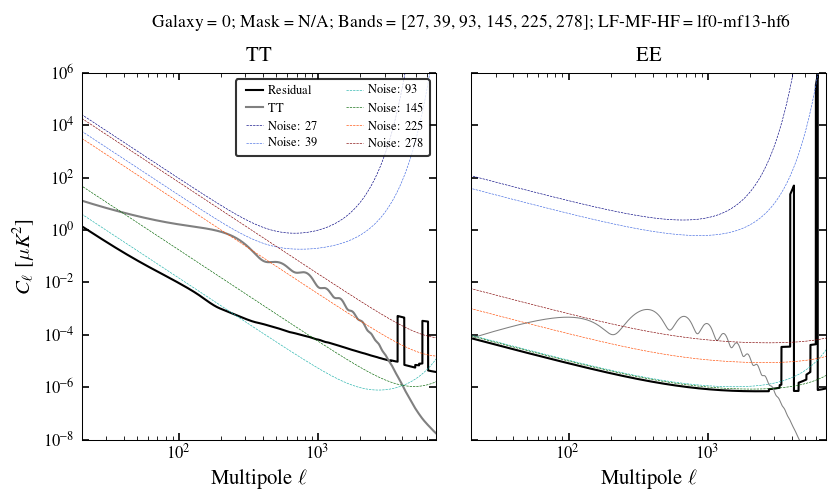 Galaxy = 0; Mask = N/A; Bands = [27, 39, 93, 145, 225, 278]; LF-MF-HF = lf0-mf13-hf6
TT
EE
10^6
10^4
10^2
10^0
10^−2
10^−4
10^−6
10^−8
C_ℓ [μK^2]
Residual
TT
Noise: 27
Noise: 39
Noise: 93
Noise: 145
Noise: 225
Noise: 278
10^2
10^3
10^2
10^3
Multipole ℓ
Multipole ℓ